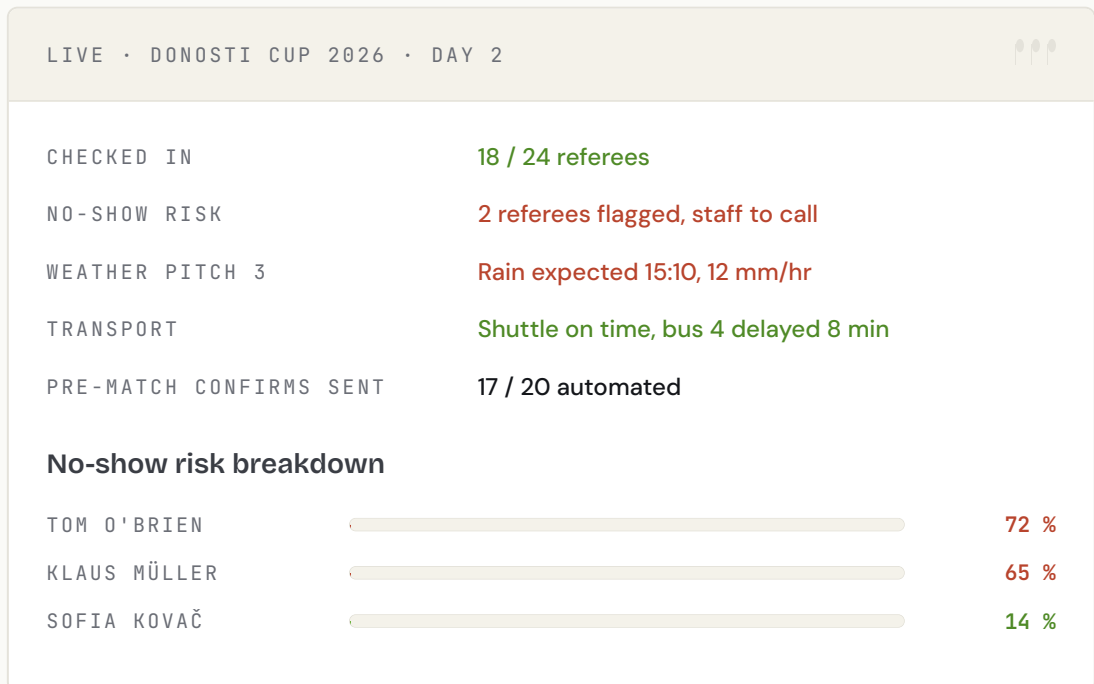 LIVE · DONOSTI CUP 2026 · DAY 2
CHECKED IN 18 / 24 referees
NO-SHOW RISK 2 referees flagged, staff to call
WEATHER PITCH 3 Rain expected 15:10, 12 mm/hr
TRANSPORT Shuttle on time, bus 4 delayed 8 min
PRE-MATCH CONFIRMS SENT 17 / 20 automated
No-show risk breakdown
TOM O'BRIEN 72 %
KLAUS MÜLLER 65 %
SOFIA KOVAČ 14 %